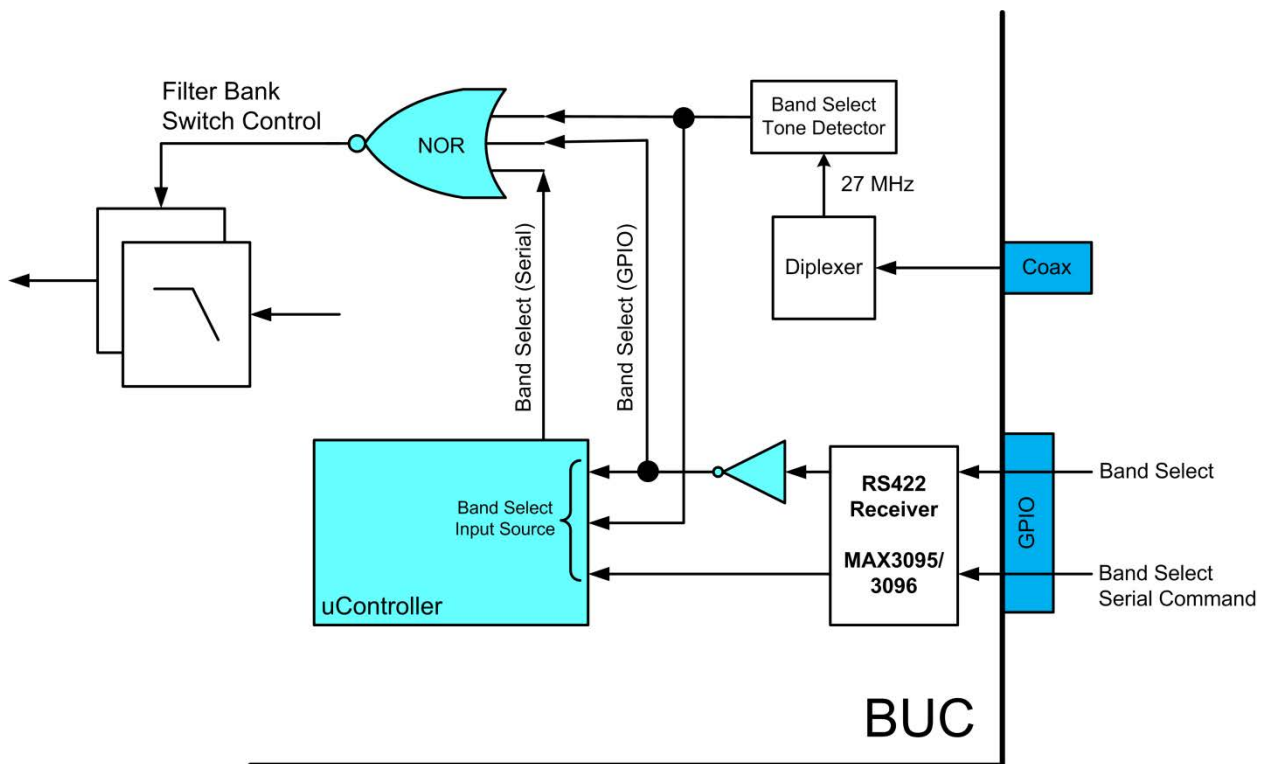 Filter Bank
Switch Control
NOR
Band Select
Tone Detector
27 MHz
Diplexer
Coax
Band Select (Serial)
Band Select (GPIO)
Band Select
Input Source
uController
RS422
Receiver
MAX3095/
3096
GPIO
Band Select
Band Select
Serial Command
BUC